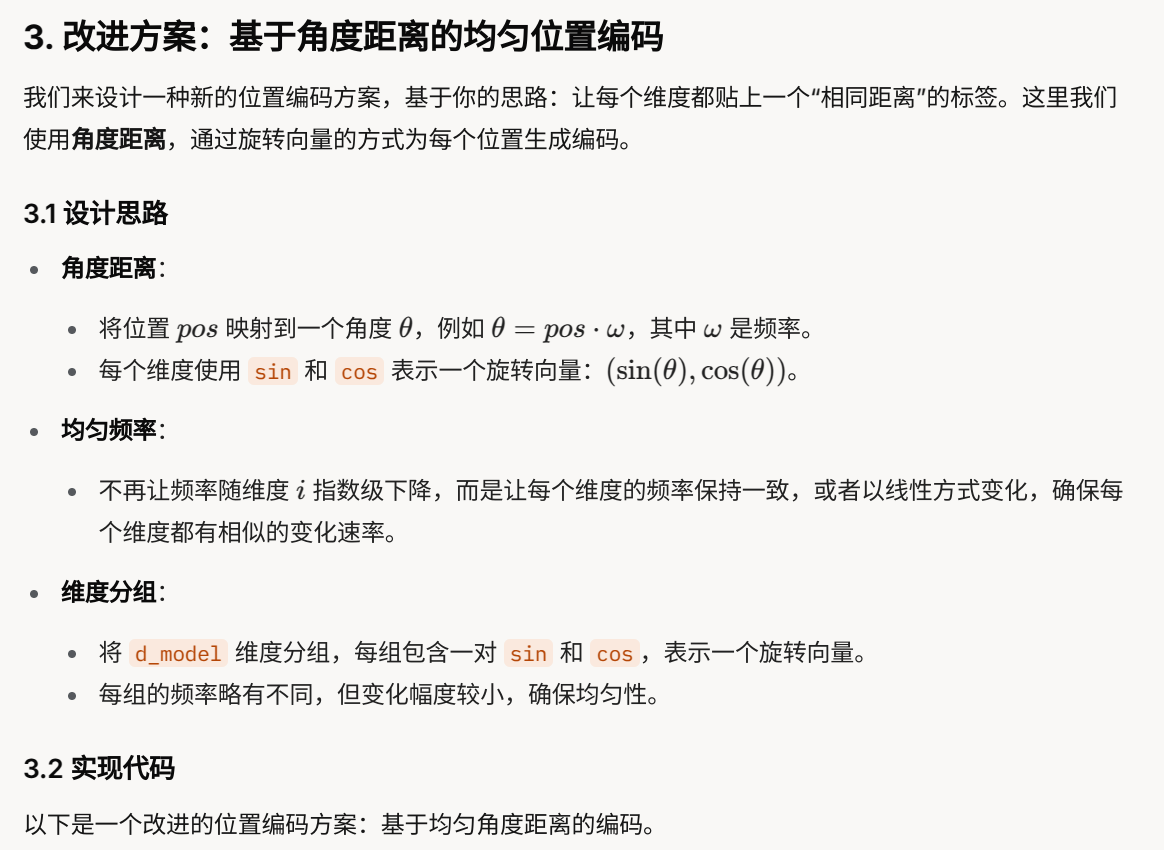 3. 改进方案：基于角度距离的均匀位置编码
我们来设计一种新的位置编码方案，基于你的思路：让每个维度都贴上一个“相同距离”的标签。这里我们
使用角度距离，通过旋转向量的方式为每个位置生成编码。
3.1 设计思路
• 角度距离：
• 将位置 pos 映射到一个角度 θ，例如 θ = pos · ω，其中 ω 是频率。
• 每个维度使用 sin 和 cos 表示一个旋转向量：(sin(θ), cos(θ))。
• 均匀频率：
• 不再让频率随维度 i 指数级下降，而是让每个维度的频率保持一致，或者以线性方式变化，确保每
个维度都有相似的变化速率。
• 维度分组：
• 将 d_model 维度分组，每组包含一对 sin 和 cos，表示一个旋转向量。
• 每组的频率略有不同，但变化幅度较小，确保均匀性。
3.2 实现代码
以下是一个改进的位置编码方案：基于均匀角度距离的编码。